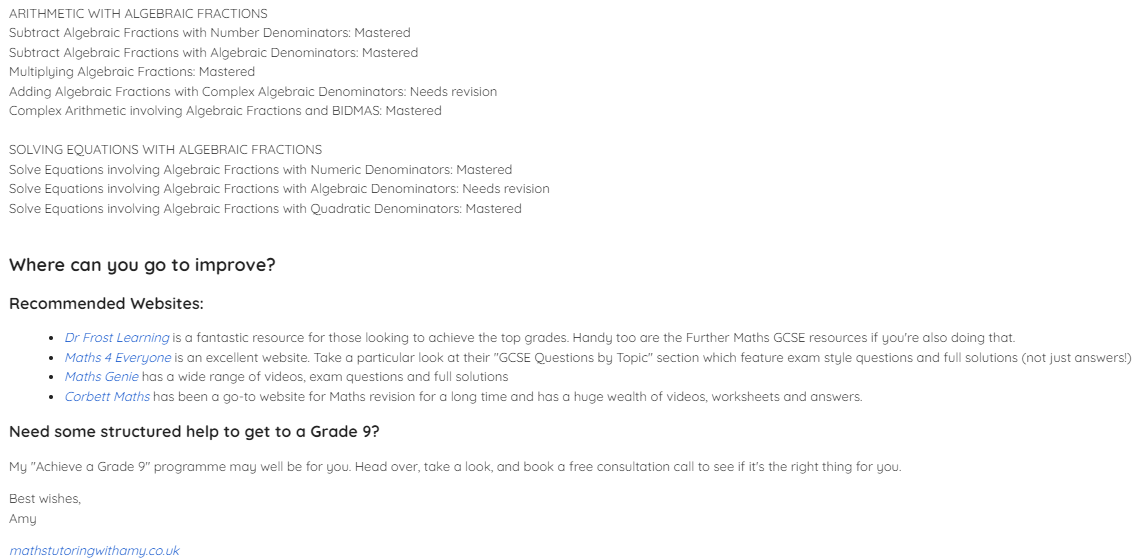 ARITHMETIC WITH ALGEBRAIC FRACTIONS
Subtract Algebraic Fractions with Number Denominators: Mastered
Subtract Algebraic Fractions with Algebraic Denominators: Mastered
Multiplying Algebraic Fractions: Mastered
Adding Algebraic Fractions with Complex Algebraic Denominators: Needs revision
Complex Arithmetic involving Algebraic Fractions and BIDMAS: Mastered
SOLVING EQUATIONS WITH ALGEBRAIC FRACTIONS
Solve Equations involving Algebraic Fractions with Numeric Denominators: Mastered
Solve Equations involving Algebraic Fractions with Algebraic Denominators: Needs revision
Solve Equations involving Algebraic Fractions with Quadratic Denominators: Mastered
Where can you go to improve?
Recommended Websites:
• Dr Frost Learning is a fantastic resource for those looking to achieve the top grades. Handy too are the Further Maths GCSE resources if you're also doing that.
• Maths 4 Everyone is an excellent website. Take a particular look at their "GCSE Questions by Topic" section which feature exam style questions and full solutions (not just answers!)
• Maths Genie has a wide range of videos, exam questions and full solutions
• Corbett Maths has been a go-to website for Maths revision for a long time and has a huge wealth of videos, worksheets and answers.
Need some structured help to get to a Grade 9?
My "Achieve a Grade 9" programme may well be for you. Head over, take a look, and book a free consultation call to see if it's the right thing for you.
Best wishes,
Amy
mathstutoringwithamy.co.uk